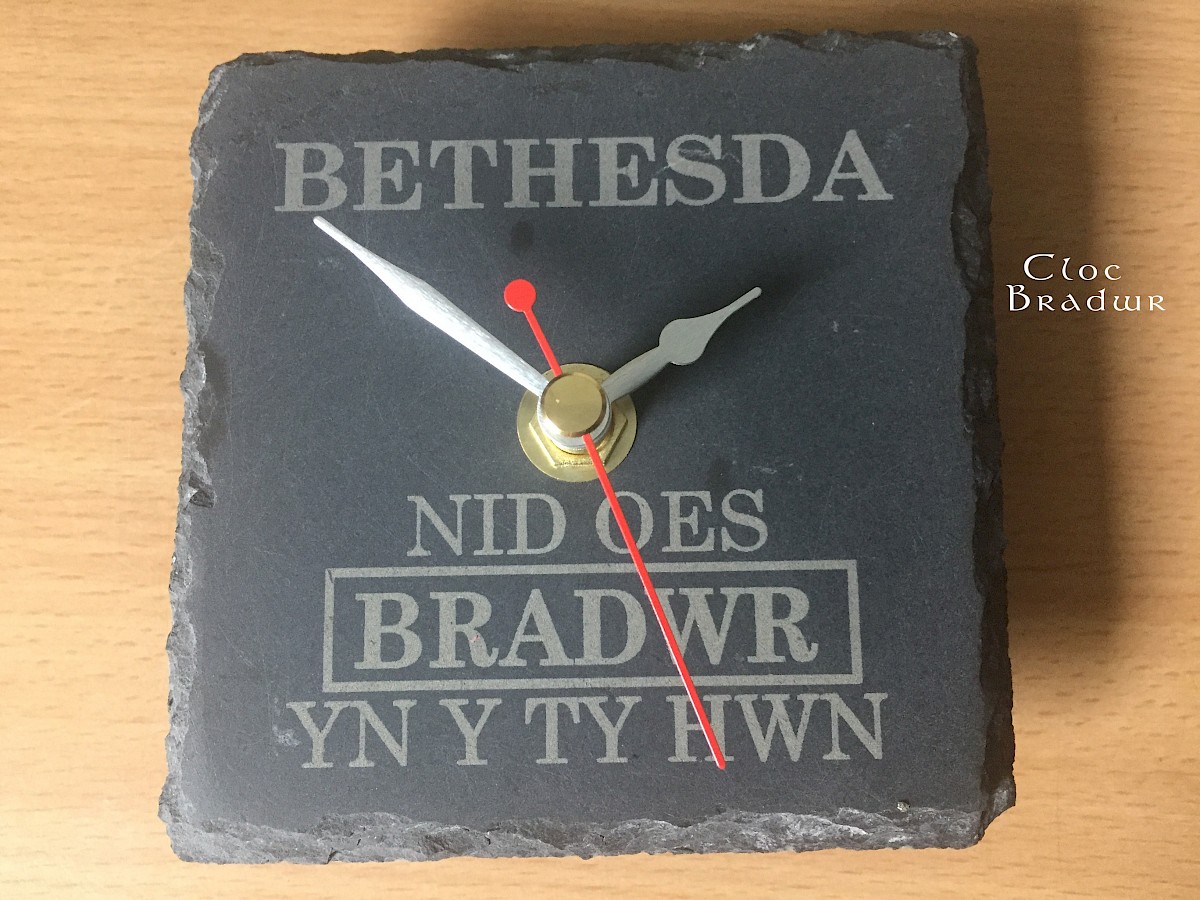 BETHESDA
Cloc
Bradwr
NID OES
BRADWR
YN Y TY HWN